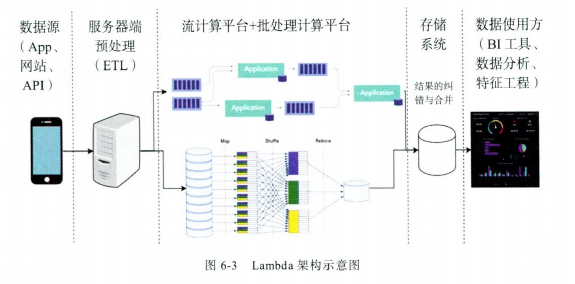 数据源
（App、
网站、
API）
服务器端
预处理
（ETL）
流计算平台+批处理计算平台
存储
系统
数据使用方
（BI 工具、
数据分析、
特征工程）
Application
Application
Application
结果的纠
错与合并
Map
Shuffle
Reduce
图 6-3 Lambda 架构示意图